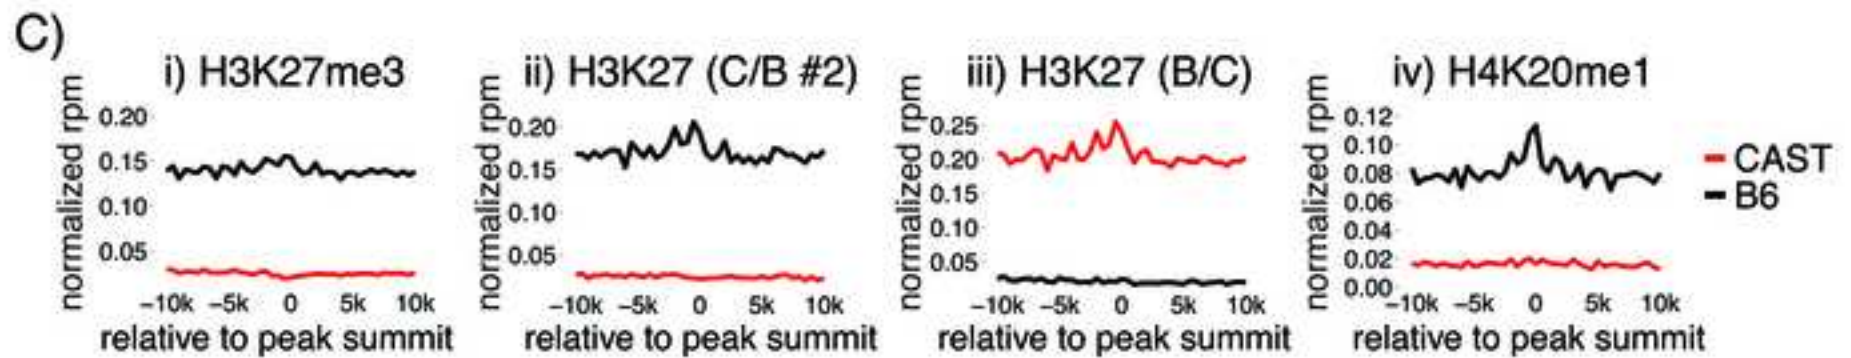 C)
i) H3K27me3
normalized rpm
0.20
0.15
0.10
0.05
−10k −5k 0 5k 10k
relative to peak summit
ii) H3K27 (C/B #2)
normalized rpm
0.20
0.15
0.10
0.05
−10k −5k 0 5k 10k
relative to peak summit
iii) H3K27 (B/C)
normalized rpm
0.25
0.20
0.15
0.10
0.05
−10k −5k 0 5k 10k
relative to peak summit
iv) H4K20me1
normalized rpm
0.12
0.10
0.08
0.06
0.04
0.02
0.00
−10k −5k 0 5k 10k
relative to peak summit
CAST
B6